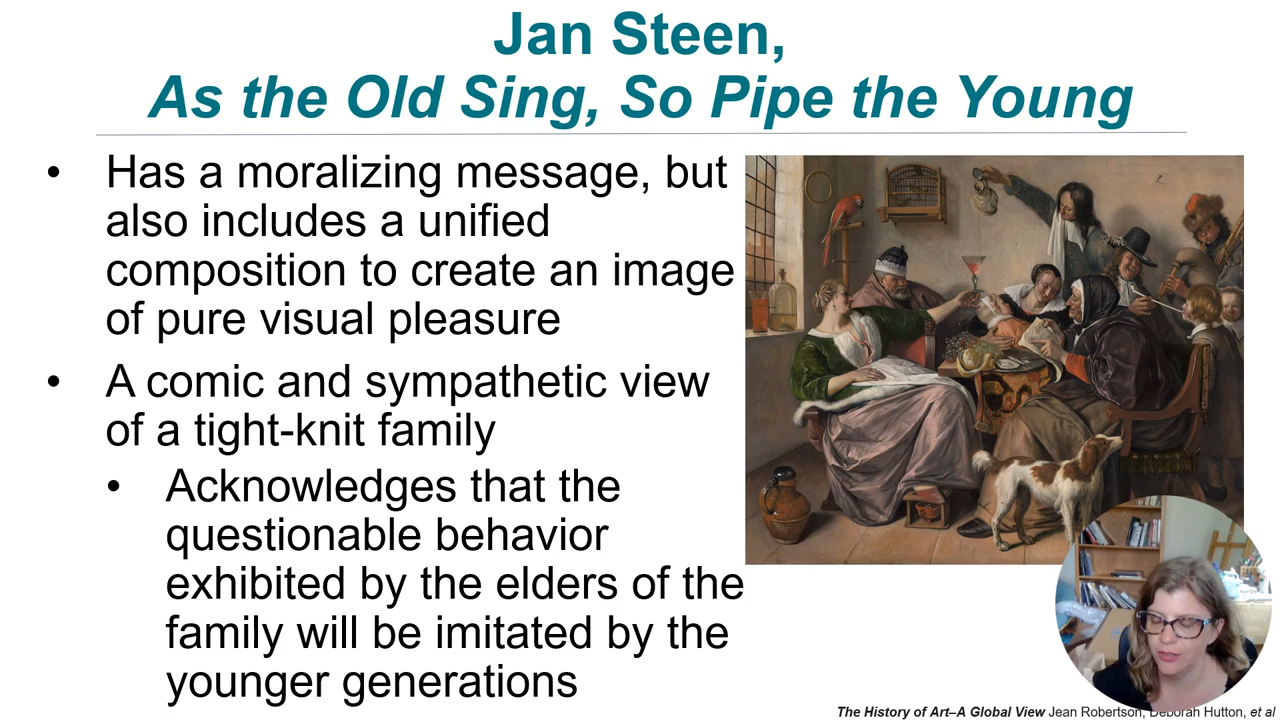 Jan Steen,
As the Old Sing, So Pipe the Young
• Has a moralizing message, but
also includes a unified
composition to create an image
of pure visual pleasure
• A comic and sympathetic view
of a tight-knit family
• Acknowledges that the
questionable behavior
exhibited by the elders of the
family will be imitated by the
younger generations
The History of Art–A Global View Jean Robertson, Deborah Hutton, et al